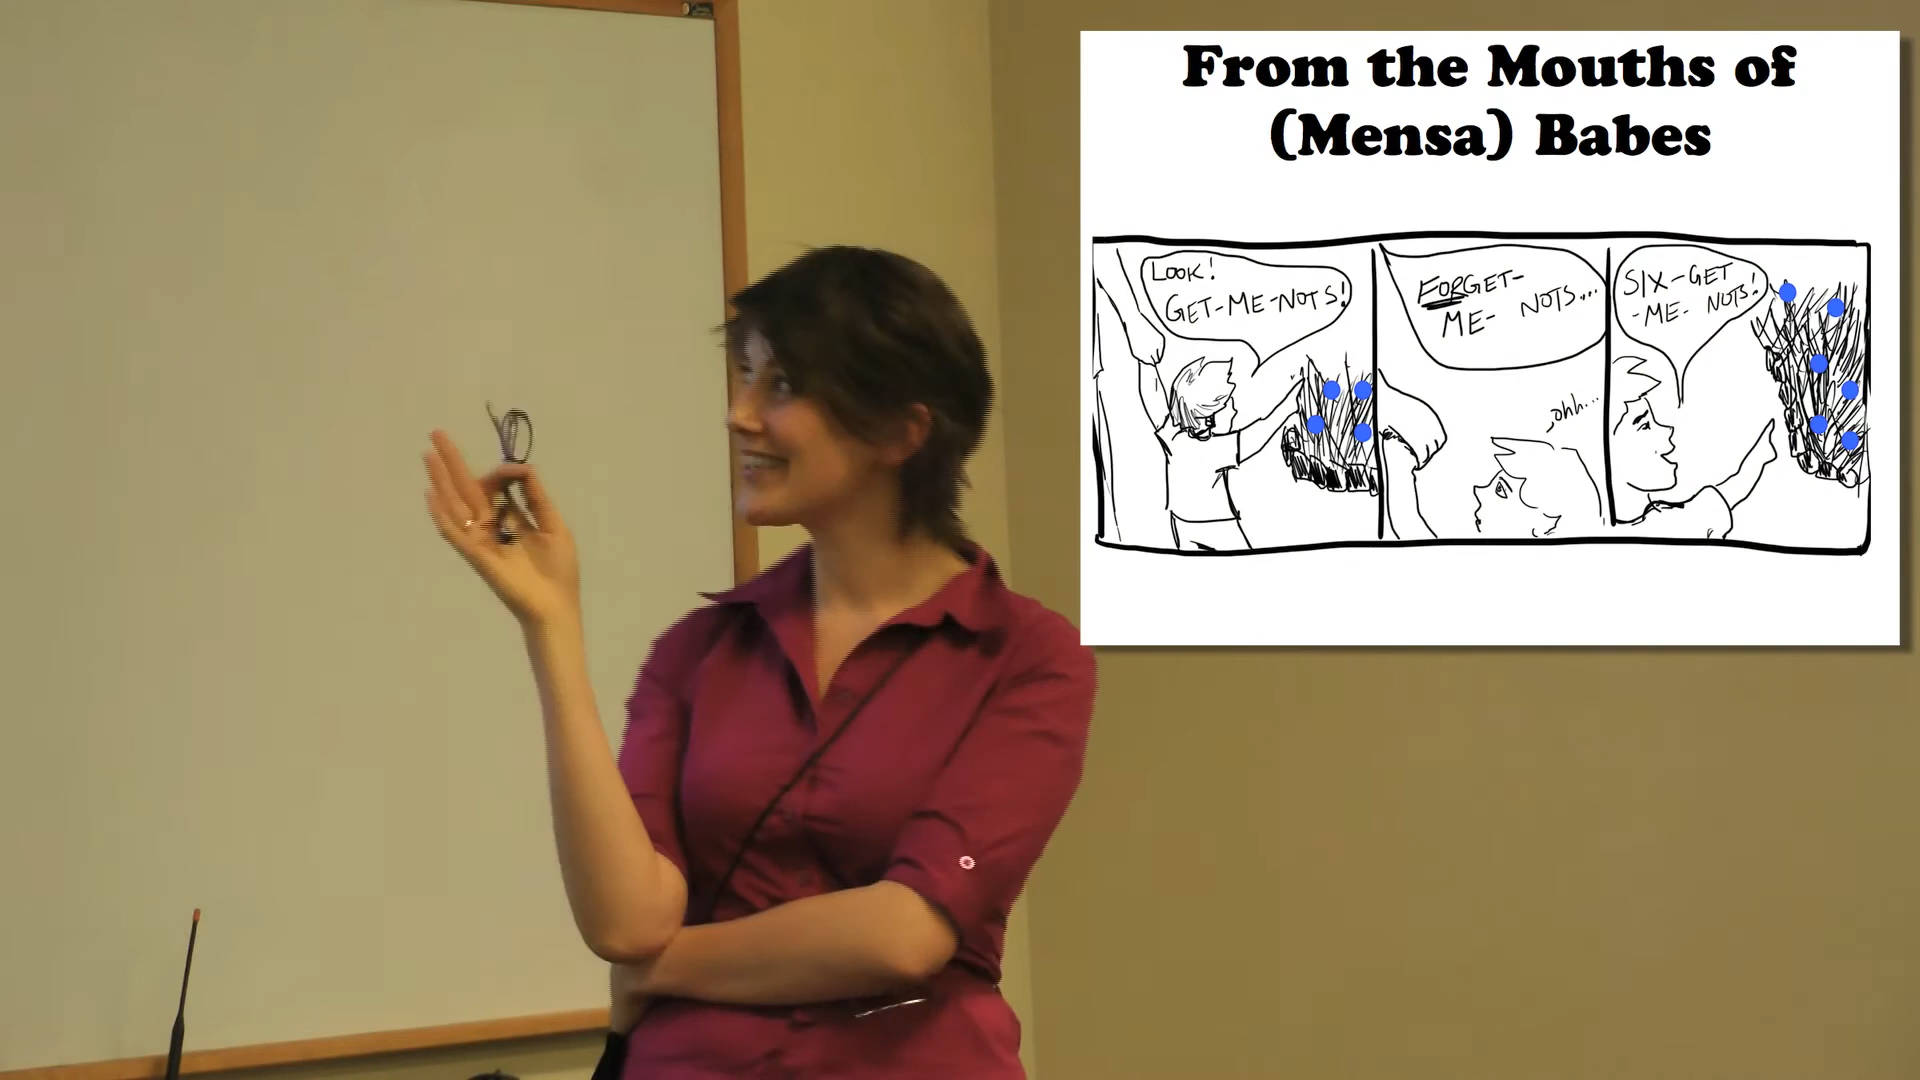 From the Mouths of
(Mensa) Babes
LOOK!
GET-ME-NOTS!
FORGET-
ME- NOTS...
ohh...
SIX-GET
-ME- NOTS!